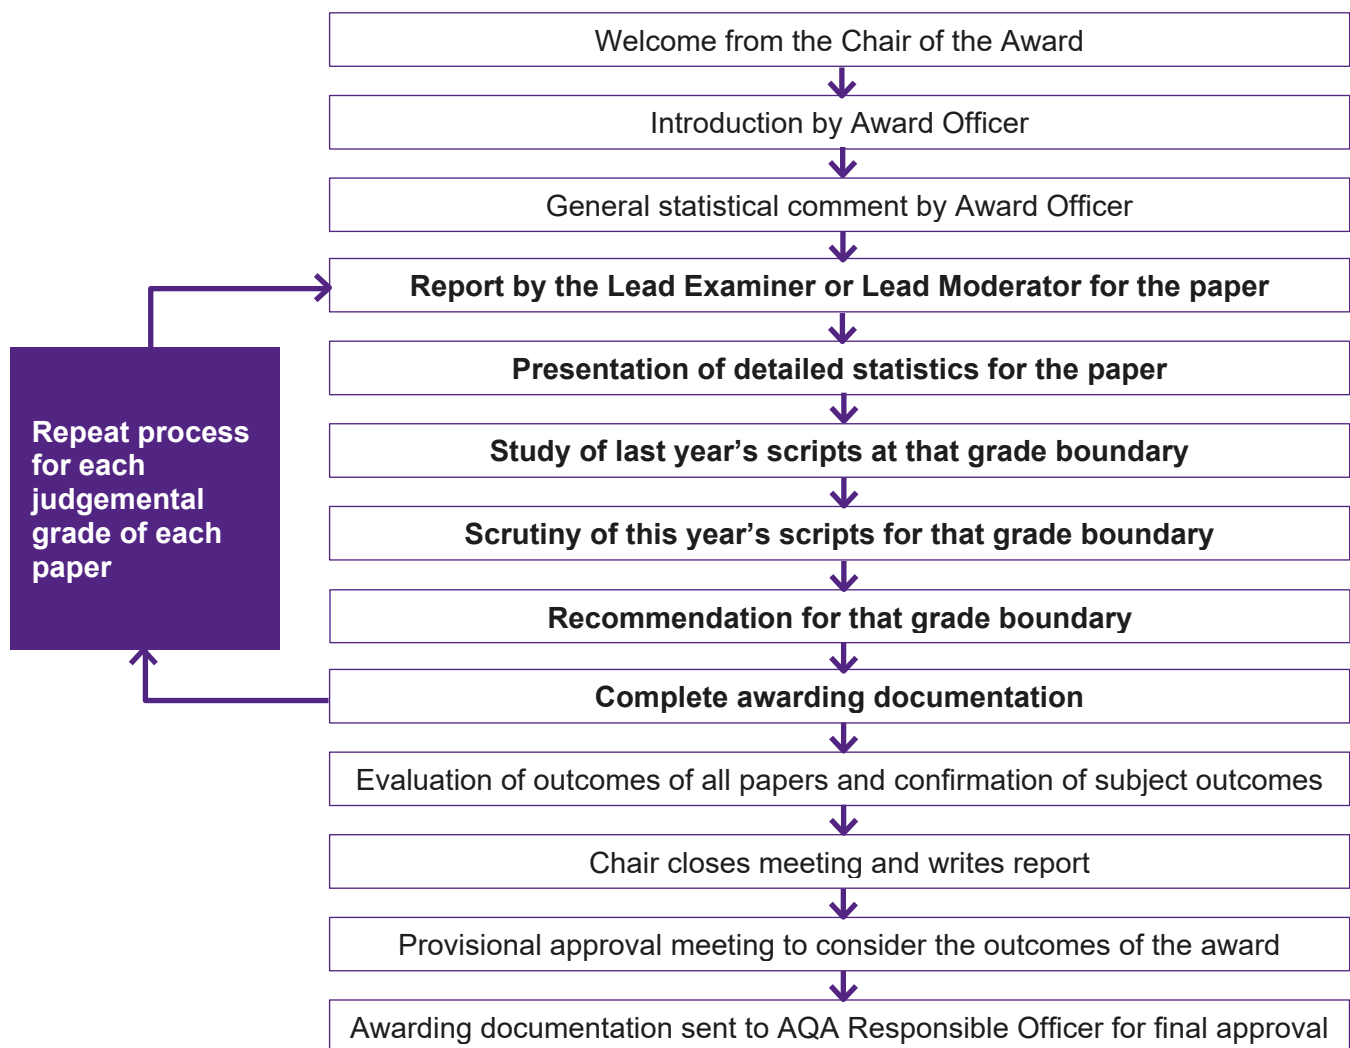 Welcome from the Chair of the Award
Introduction by Award Officer
General statistical comment by Award Officer
Report by the Lead Examiner or Lead Moderator for the paper
Presentation of detailed statistics for the paper
Study of last year’s scripts at that grade boundary
Scrutiny of this year’s scripts for that grade boundary
Recommendation for that grade boundary
Complete awarding documentation
Repeat process
for each
judgemental
grade of each
paper
Evaluation of outcomes of all papers and confirmation of subject outcomes
Chair closes meeting and writes report
Provisional approval meeting to consider the outcomes of the award
Awarding documentation sent to AQA Responsible Officer for final approval